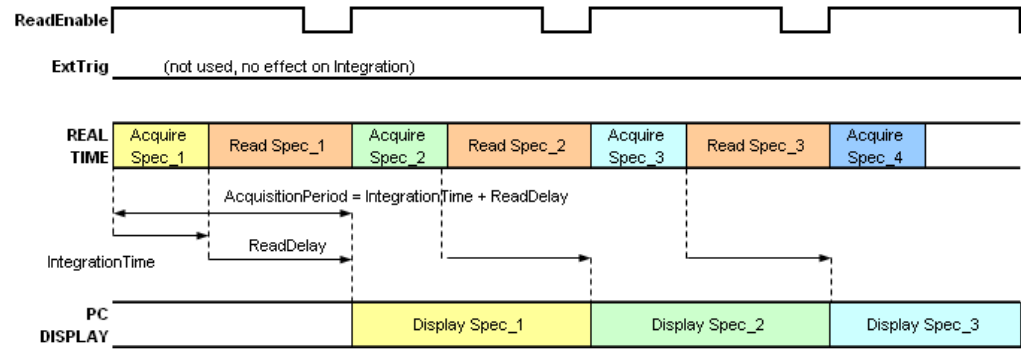 ReadEnable
ExtTrig (not used, no effect on Integration)
REAL TIME
Acquire Spec_1
Read Spec_1
Acquire Spec_2
Read Spec_2
Acquire Spec_3
Read Spec_3
Acquire Spec_4
AcquisitionPeriod = IntegrationTime + ReadDelay
ReadDelay
IntegrationTime
PC DISPLAY
Display Spec_1
Display Spec_2
Display Spec_3